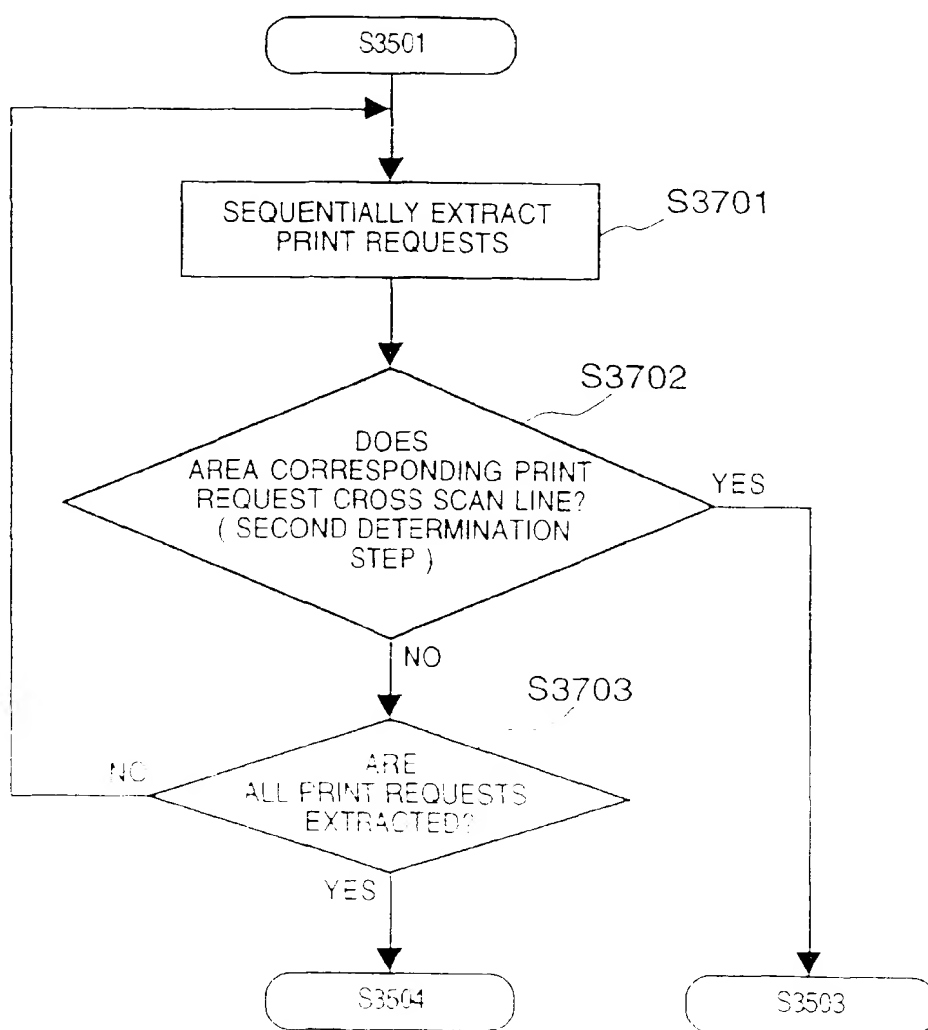 S3501
SEQUENTIALLY EXTRACT
PRINT REQUESTS
S3701
S3702
DOES
AREA CORRESPONDING PRINT
REQUEST CROSS SCAN LINE?
( SECOND DETERMINATION
STEP )
YES
NO
S3703
ARE
ALL PRINT REQUESTS
EXTRACTED?
NO
YES
S3504
S3503